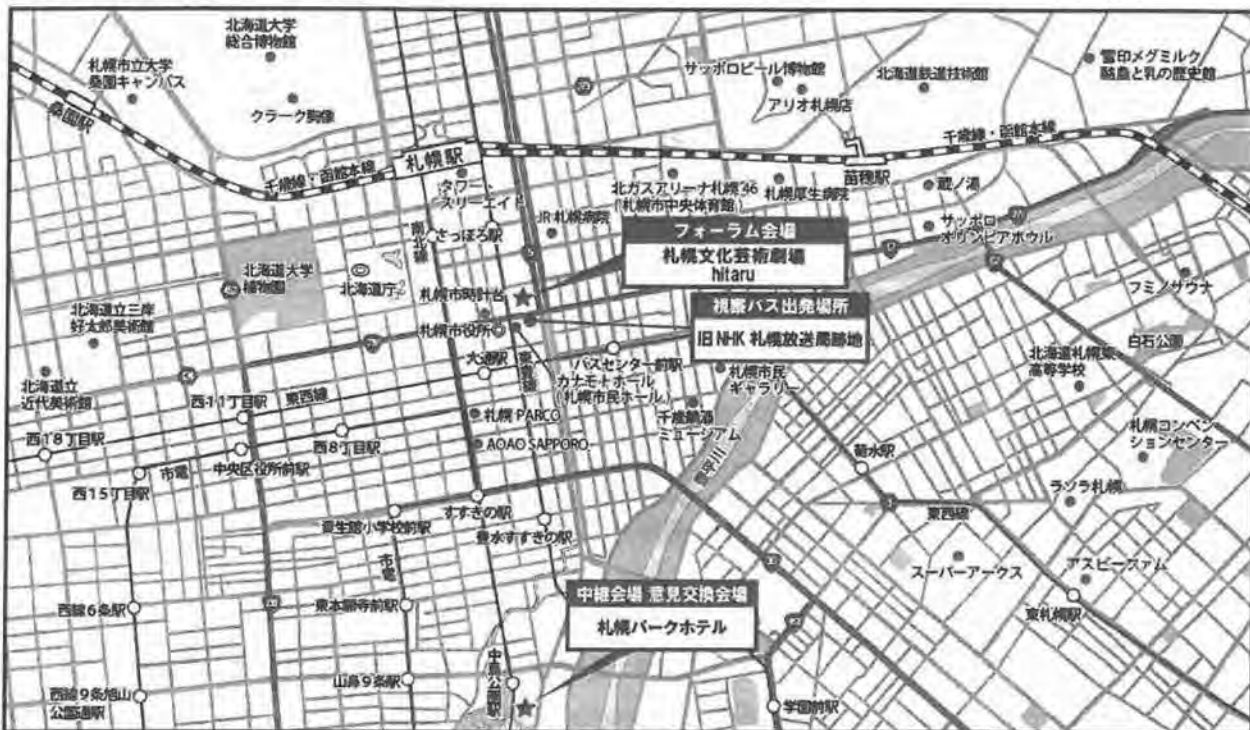 北海道大学
総合博物館
札幌市立大学
桑園キャンパス
クラーク胸像
桑園駅
千歳線・函館本線
札幌駅
タワー・
スリーエイト
さっぽろ駅
南北線
JR札幌病院
サッポロビール博物館
アリオ札幌店
北海道鉄道技術館
雪印メグミルク
酪農と乳の歴史館
千歳線・函館本線
苗穂駅
北ガスアリーナ札幌46
(札幌市中央体育館)
札幌厚生病院
蔵ノ湯
サッポロ
オリンピアボウル
フォーラム会場
札幌文化芸術劇場
hitaru
視察バス出発場所
旧NHK 札幌放送局跡地
北海道大学
植物園
北海道庁
札幌市時計台
札幌市役所
北海道立三岸
好太郎美術館
北海道立
近代美術館
大通駅
東豊線
バスセンター前駅
カナモトホール
(札幌市民ホール)
札幌市民
ギャラリー
千歳鶴酒
ミュージアム
フミノサウナ
白石公園
北海道札幌東
高等学校
札幌コンベン
ションセンター
西11丁目駅
東西線
西18丁目駅
市電
中央区役所前駅
西8丁目駅
札幌 PARCO
AOAO SAPPORO
西15丁目駅
すすきの駅
資生館小学校前駅
豊水すすきの駅
豊平川
菊水駅
東西線
ラソラ札幌
スーパーアークス
アスビーファム
東札幌駅
市電
西線6条駅
東本願寺前駅
中継会場 意見交換会場
札幌パークホテル
西線9条旭山
公園通駅
山鼻9条駅
中島公園駅
学園前駅